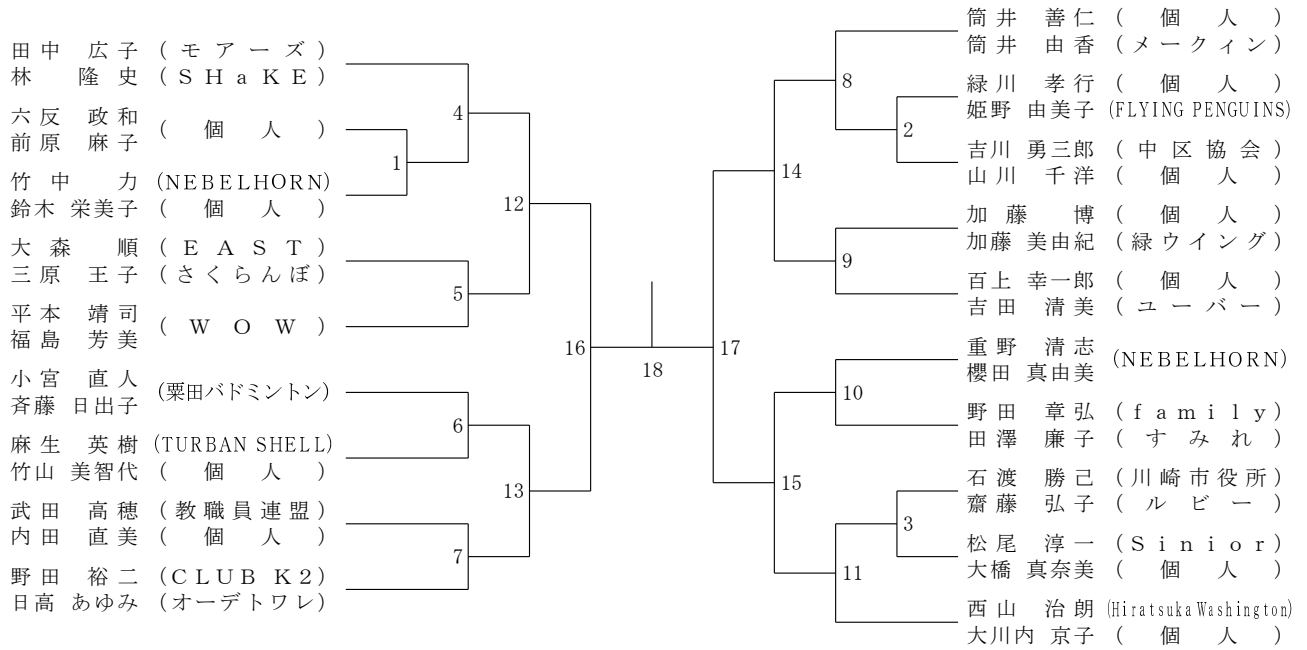 田中 広子 (モアーズ)
林 隆史 (SHaKE)
六反 政和
前原 麻子 (個人)
竹中 力 (NEBELHORN)
鈴木 栄美子 (個人)
大森 順 (EAST)
三原 王子 (さくらんぼ)
平本 靖司
福島 芳美 (WOW)
小宮 直人
斉藤 日出子 (粟田バドミントン)
麻生 英樹 (TURBAN SHELL)
竹山 美智代 (個人)
武田 高穂 (教職員連盟)
内田 直美 (個人)
野田 裕二 (CLUB K2)
日高 あゆみ (オーデトワレ)
4
1
12
5
16
6
13
7
18
17
14
8
2
9
15
10
3
11
筒井 善仁 (個人)
筒井 由香 (メークィン)
緑川 孝行 (個人)
姫野 由美子 (FLYING PENGUINS)
吉川 勇三郎 (中区協会)
山川 千洋 (個人)
加藤 博 (個人)
加藤 美由紀 (緑ウイング)
百上 幸一郎 (個人)
吉田 清美 (ユーバー)
重野 清志
櫻田 真由美 (NEBELHORN)
野田 章弘 (family)
田澤 廉子 (すみれ)
石渡 勝己 (川崎市役所)
齋藤 弘子 (ルビー)
松尾 淳一 (Sinior)
大橋 真奈美 (個人)
西山 治朗 (Hiratsuka Washington)
大川内 京子 (個人)